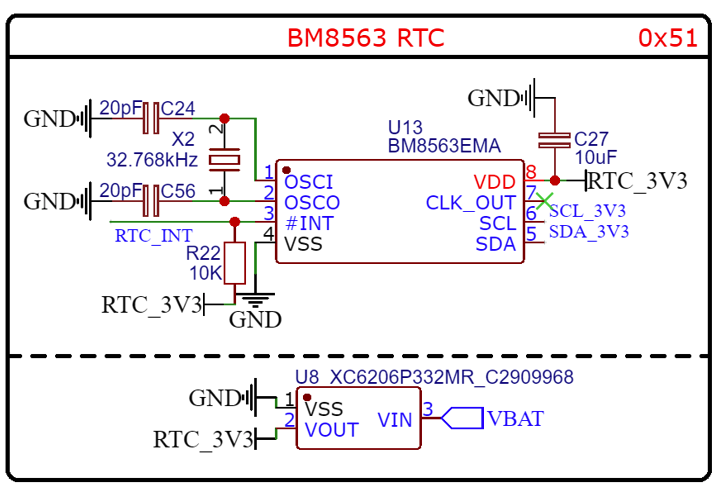 BM8563 RTC 0x51
GND 20pF C24
X2
32.768kHz
2
1
GND 20pF C56
RTC_INT
R22
10K
RTC_3V3
GND
U13
BM8563EMA
1 OSCI
2 OSCO
3 #INT
4 VSS
VDD 8
CLK_OUT 7
SCL 6 SCL_3V3
SDA 5 SDA_3V3
GND
C27
10uF
RTC_3V3
U8 XC6206P332MR_C2909968
GND 1 VSS
RTC_3V3 2 VOUT
VIN 3 VBAT